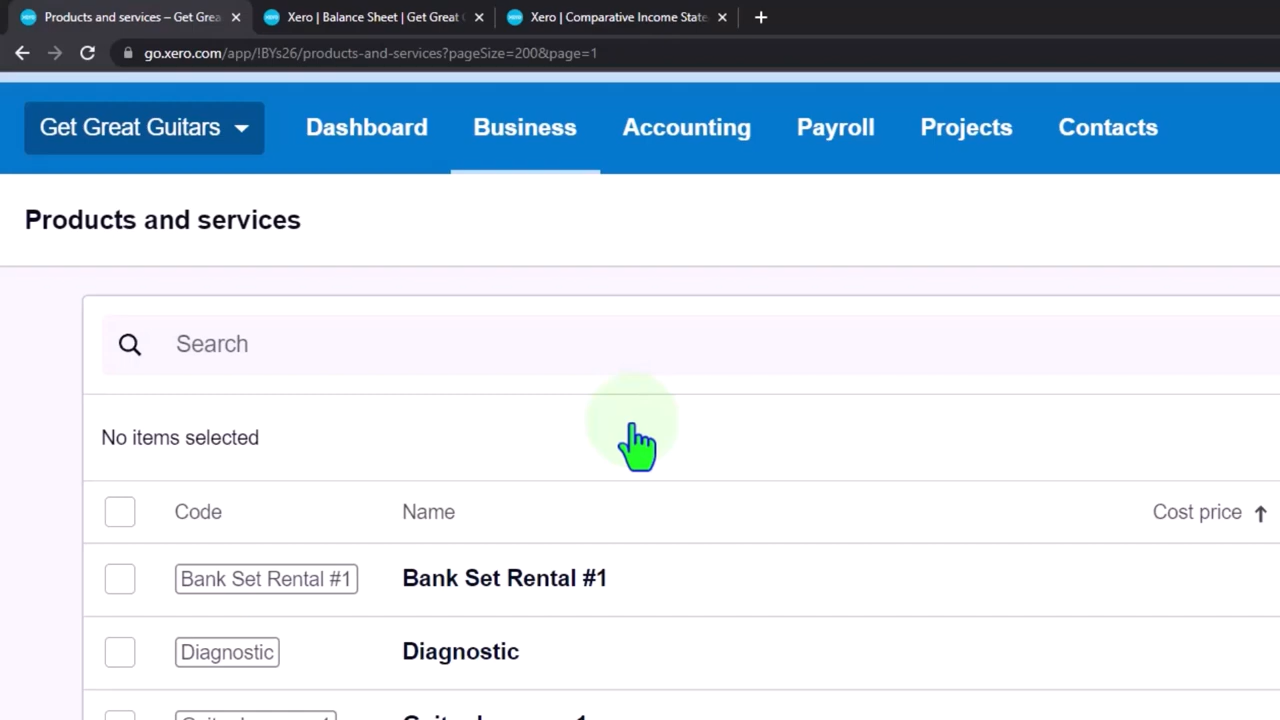 Products and services – Get Grea
Xero | Balance Sheet | Get Great
Xero | Comparative Income State
go.xero.com/app/!BYs26/products-and-services?pageSize=200&page=1
Get Great Guitars
Dashboard
Business
Accounting
Payroll
Projects
Contacts
Products and services
Search
No items selected
Code
Name
Cost price
Bank Set Rental #1
Bank Set Rental #1
Diagnostic
Diagnostic